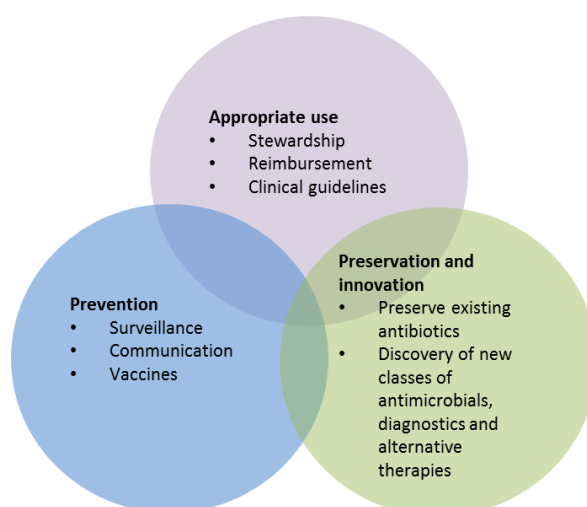 Appropriate use
• Stewardship
• Reimbursement
• Clinical guidelines
Prevention
• Surveillance
• Communication
• Vaccines
Preservation and
innovation
• Preserve existing
antibiotics
• Discovery of new
classes of
antimicrobials,
diagnostics and
alternative
therapies